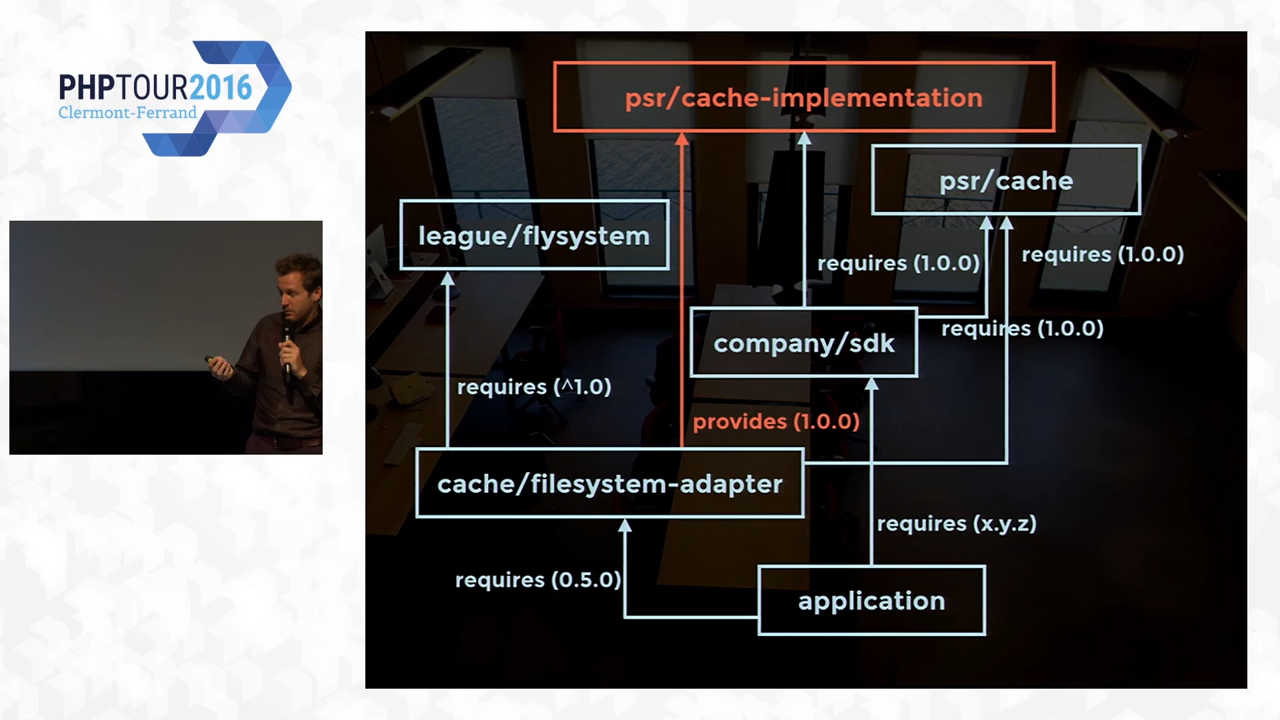 PHPTOUR2016
Clermont-Ferrand
psr/cache-implementation
psr/cache
league/flysystem
requires (1.0.0)
requires (1.0.0)
company/sdk
requires (1.0.0)
requires (^1.0)
provides (1.0.0)
cache/filesystem-adapter
requires (x.y.z)
requires (0.5.0)
application